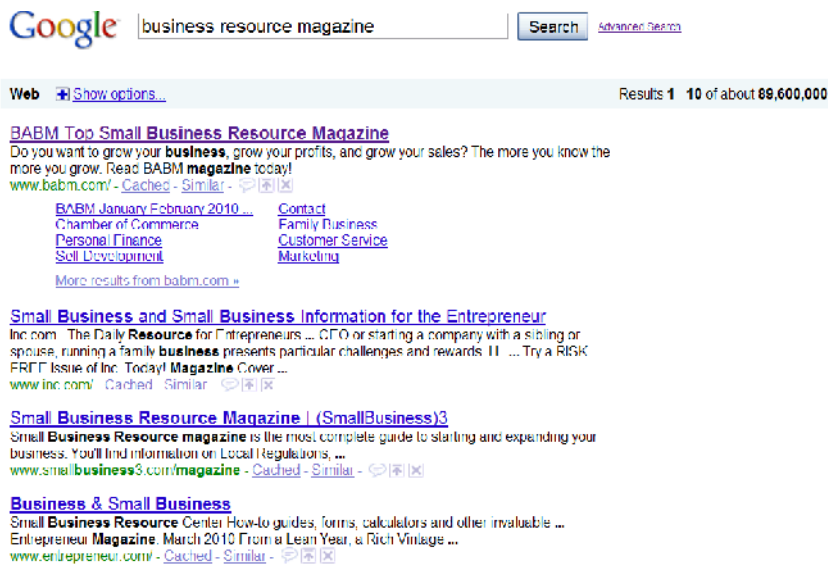 Google business resource magazine Search Advanced Search
Web Show options... Results 1 10 of about 89,600,000
BABM Top Small Business Resource Magazine
Do you want to grow your business, grow your profits, and grow your sales? The more you know the
more you grow. Read BABM magazine today!
www.babm.com/ - Cached - Similar -
BABM January February 2010 ... Contact
Chamber of Commerce Family Business
Personal Finance Customer Service
Self Development Marketing
More results from babm.com »
Small Business and Small Business Information for the Entrepreneur
Inc.com The Daily Resource for Entrepreneurs ... CEO or starting a company with a sibling or
spouse, running a family business presents particular challenges and rewards. ... Try a RISK
FREE Issue of Inc. Today! Magazine Cover ...
www.inc.com/ Cached Similar
Small Business Resource Magazine | (SmallBusiness)3
Small Business Resource magazine is the most complete guide to starting and expanding your
business. You'll find information on Local Regulations, ...
www.smallbusiness3.com/magazine - Cached - Similar -
Business & Small Business
Small Business Resource Center How-to guides, forms, calculators and other invaluable ...
Entrepreneur Magazine. March 2010 From a Lean Year, a Rich Vintage ...
www.entrepreneur.com/ - Cached - Similar -